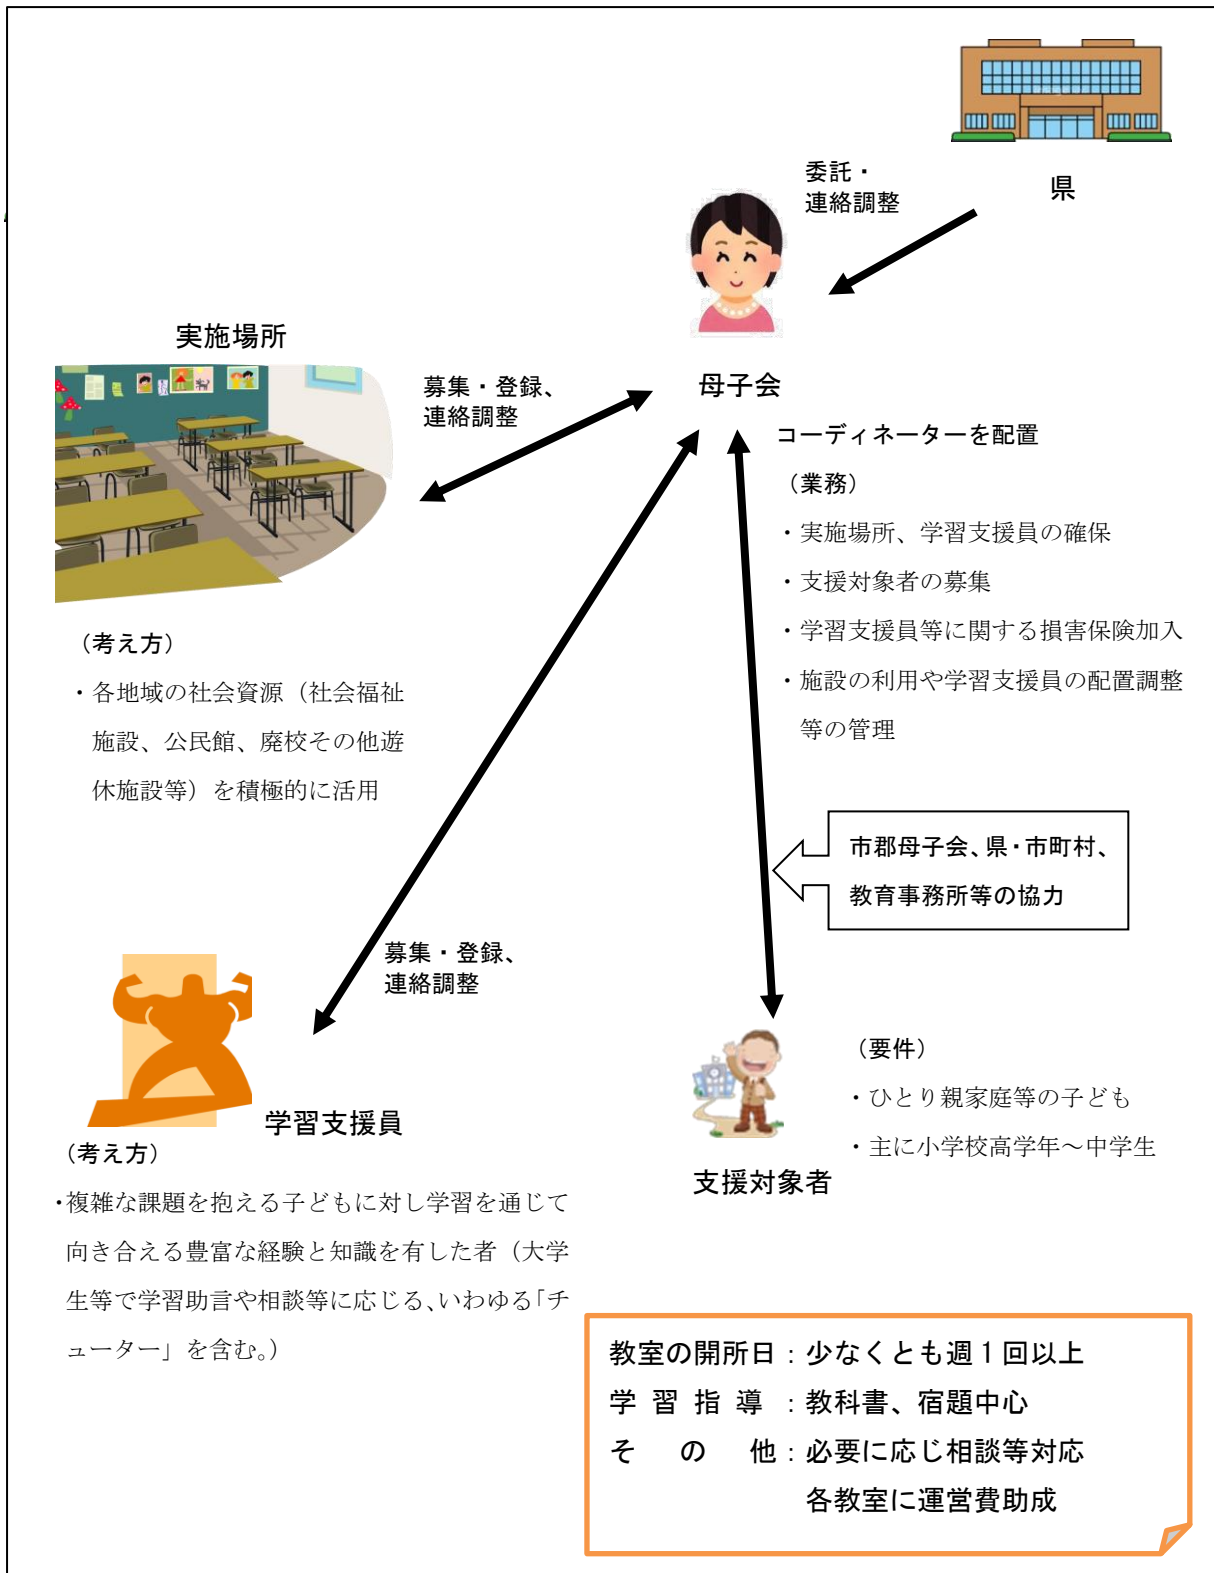 県
委託・
連絡調整
実施場所
募集・登録、
連絡調整
母子会
コーディネーターを配置
（業務）
・実施場所、学習支援員の確保
・支援対象者の募集
・学習支援員等に関する損害保険加入
・施設の利用や学習支援員の配置調整
等の管理
（考え方）
・各地域の社会資源（社会福祉
施設、公民館、廃校その他遊
休施設等）を積極的に活用
市郡母子会、県・市町村、
教育事務所等の協力
募集・登録、
連絡調整
学習支援員
（考え方）
・複雑な課題を抱える子どもに対し学習を通じて
向き合える豊富な経験と知識を有した者（大学
生等で学習助言や相談等に応じる、いわゆる「チ
ューター」を含む。）
（要件）
・ひとり親家庭等の子ども
・主に小学校高学年～中学生
支援対象者
教室の開所日：少なくとも週１回以上
学習指導：教科書、宿題中心
その他：必要に応じ相談等対応
各教室に運営費助成